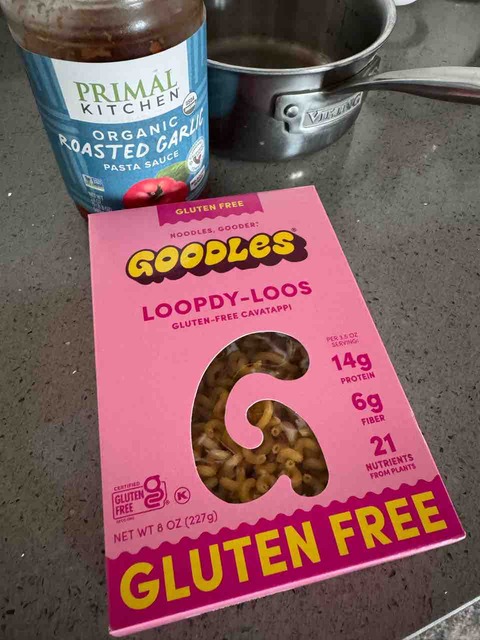 PRIMAL
KITCHEN
ORGANIC
ROASTED GARLIC
PASTA SAUCE
VIKING
GLUTEN FREE
NOODLES, GOODER.
GOODLES
LOOPDY-LOOS
GLUTEN-FREE CAVATAPPI
PER 3.5 OZ
SERVING:
14g
PROTEIN
6g
FIBER
21
NUTRIENTS
FROM PLANTS
CERTIFIED
GLUTEN
FREE
K
NET WT 8 OZ (227g)
GLUTEN FREE